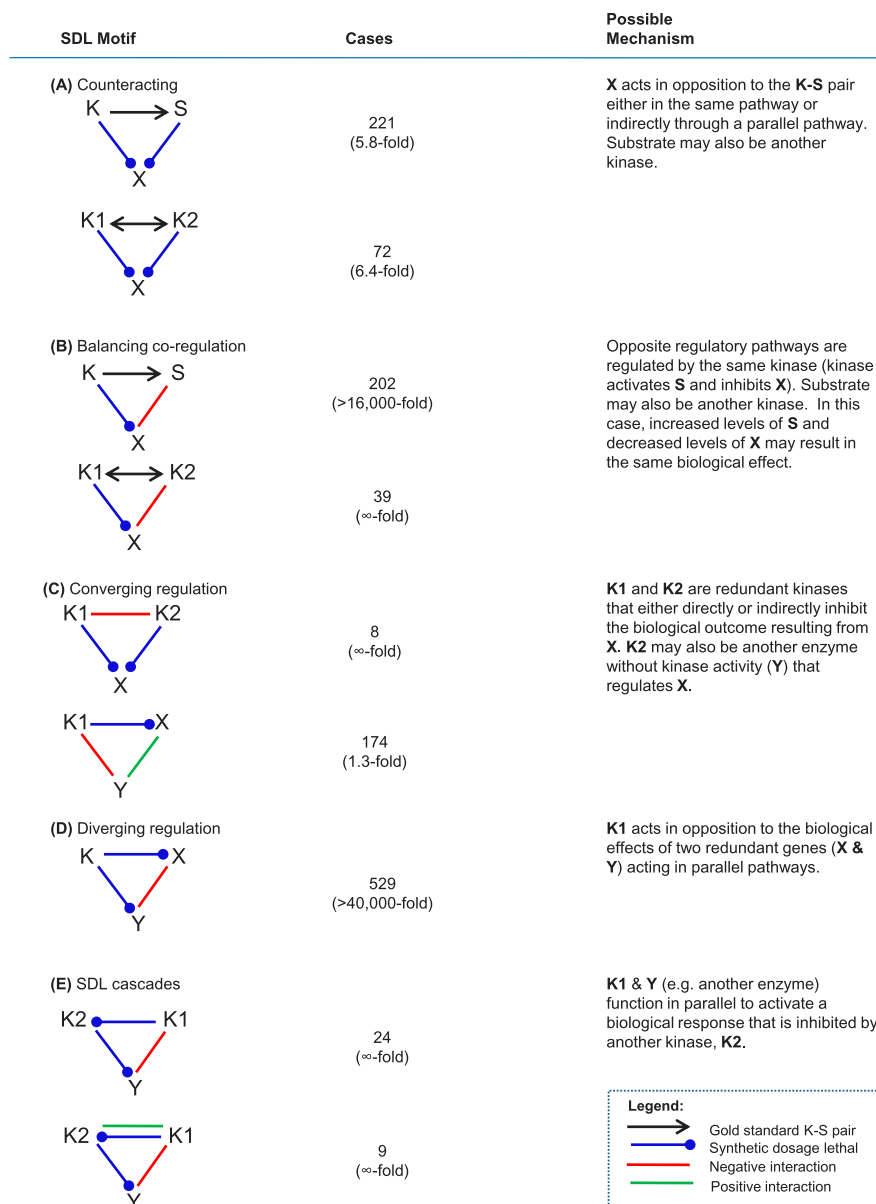 SDL Motif
Cases
Possible
Mechanism
(A) Counteracting
K
S
X
221
(5.8-fold)
X acts in opposition to the K-S pair
either in the same pathway or
indirectly through a parallel pathway.
Substrate may also be another
kinase.
K1
K2
X
72
(6.4-fold)
(B) Balancing co-regulation
K
S
X
202
(>16,000-fold)
Opposite regulatory pathways are
regulated by the same kinase (kinase
activates S and inhibits X). Substrate
may also be another kinase. In this
case, increased levels of S and
decreased levels of X may result in
the same biological effect.
K1
K2
X
39
(∞-fold)
(C) Converging regulation
K1
K2
X
8
(∞-fold)
K1 and K2 are redundant kinases
that either directly or indirectly inhibit
the biological outcome resulting from
X. K2 may also be another enzyme
without kinase activity (Y) that
regulates X.
K1
X
Y
174
(1.3-fold)
(D) Diverging regulation
K
X
Y
529
(>40,000-fold)
K1 acts in opposition to the biological
effects of two redundant genes (X &
Y) acting in parallel pathways.
(E) SDL cascades
K2
K1
Y
24
(∞-fold)
K1 & Y (e.g. another enzyme)
function in parallel to activate a
biological response that is inhibited by
another kinase, K2.
K2
K1
Y
9
(∞-fold)
Legend:
Gold standard K-S pair
Synthetic dosage lethal
Negative interaction
Positive interaction